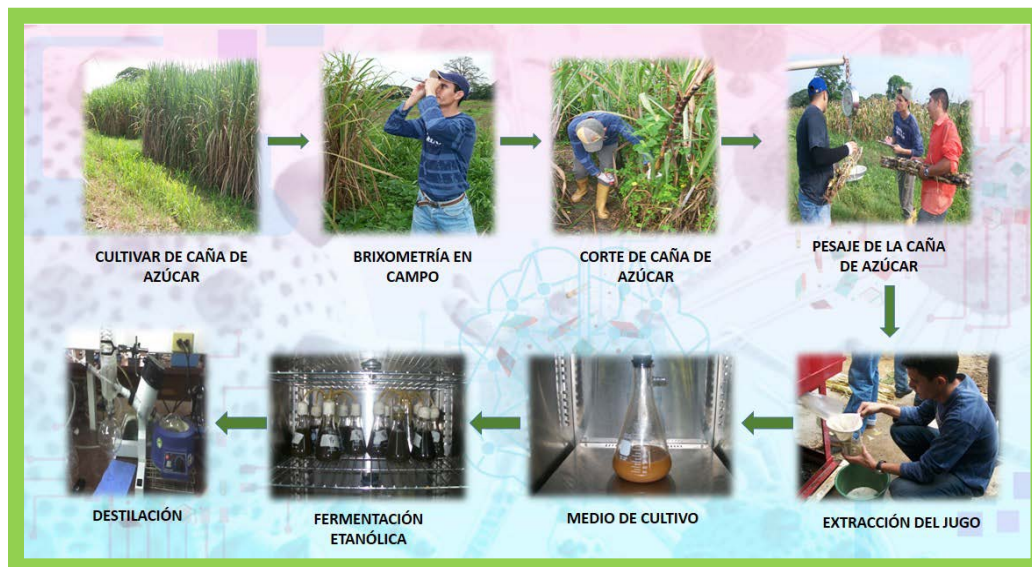 CULTIVAR DE CAÑA DE
AZÚCAR
BRIXOMETRÍA EN
CAMPO
CORTE DE CAÑA DE
AZÚCAR
PESAJE DE LA CAÑA
DE AZÚCAR
EXTRACCIÓN DEL JUGO
MEDIO DE CULTIVO
FERMENTACIÓN
ETANÓLICA
DESTILACIÓN